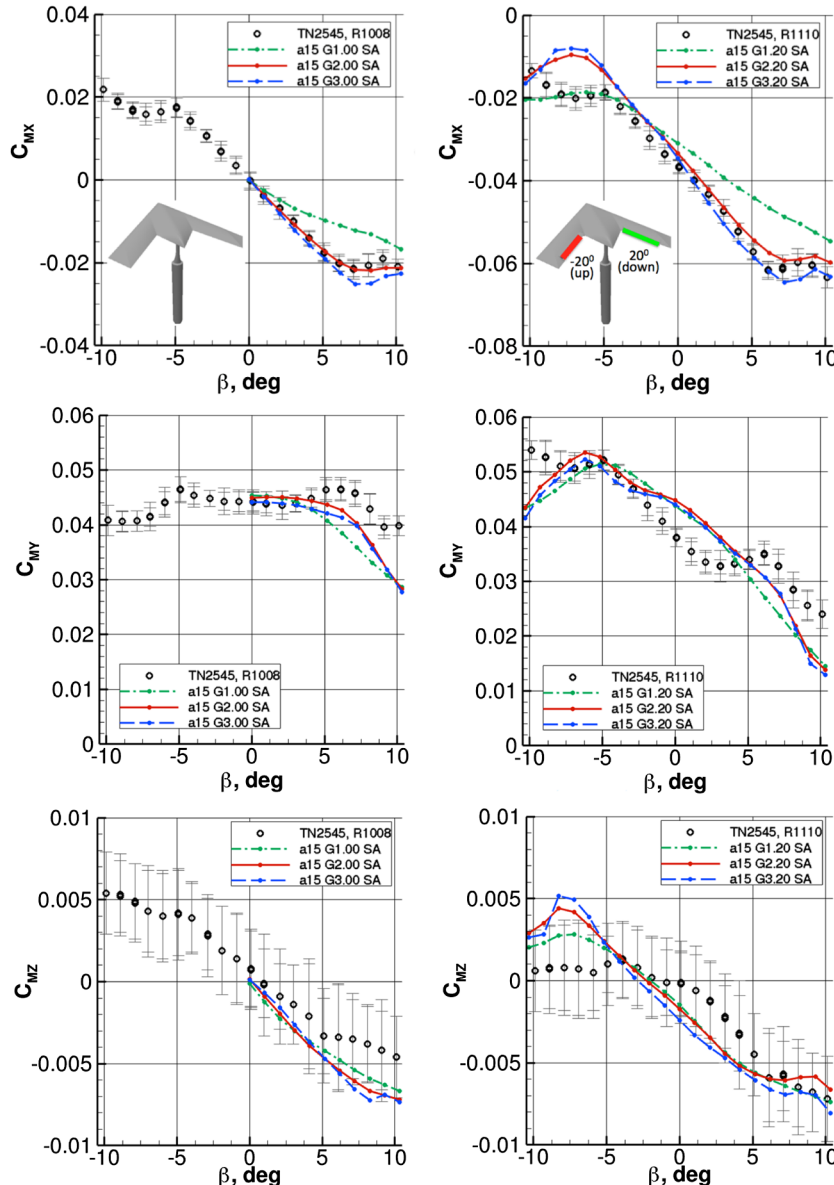 TN2545, R1008
a15 G1.00 SA
a15 G2.00 SA
a15 G3.00 SA
0.04
0.02
0
-0.02
-0.04
CMX
-10
-5
0
5
10
β, deg
TN2545, R1110
a15 G1.20 SA
a15 G2.20 SA
a15 G3.20 SA
-0
-0.02
-0.04
-0.06
-0.08
CMX
-20⁰
(up)
20⁰
(down)
-10
-5
0
5
10
β, deg
0.06
0.05
0.04
0.03
0.02
0.01
0
CMY
TN2545, R1008
a15 G1.00 SA
a15 G2.00 SA
a15 G3.00 SA
-10
-5
0
5
10
β, deg
0.06
0.05
0.04
0.03
0.02
0.01
0
CMY
TN2545, R1110
a15 G1.20 SA
a15 G2.20 SA
a15 G3.20 SA
-10
-5
0
5
10
β, deg
0.01
0.005
0
-0.005
-0.01
CMZ
TN2545, R1008
a15 G1.00 SA
a15 G2.00 SA
a15 G3.00 SA
-10
-5
0
5
10
β, deg
0.01
0.005
0
-0.005
-0.01
CMZ
TN2545, R1110
a15 G1.20 SA
a15 G2.20 SA
a15 G3.20 SA
-10
-5
0
5
10
β, deg